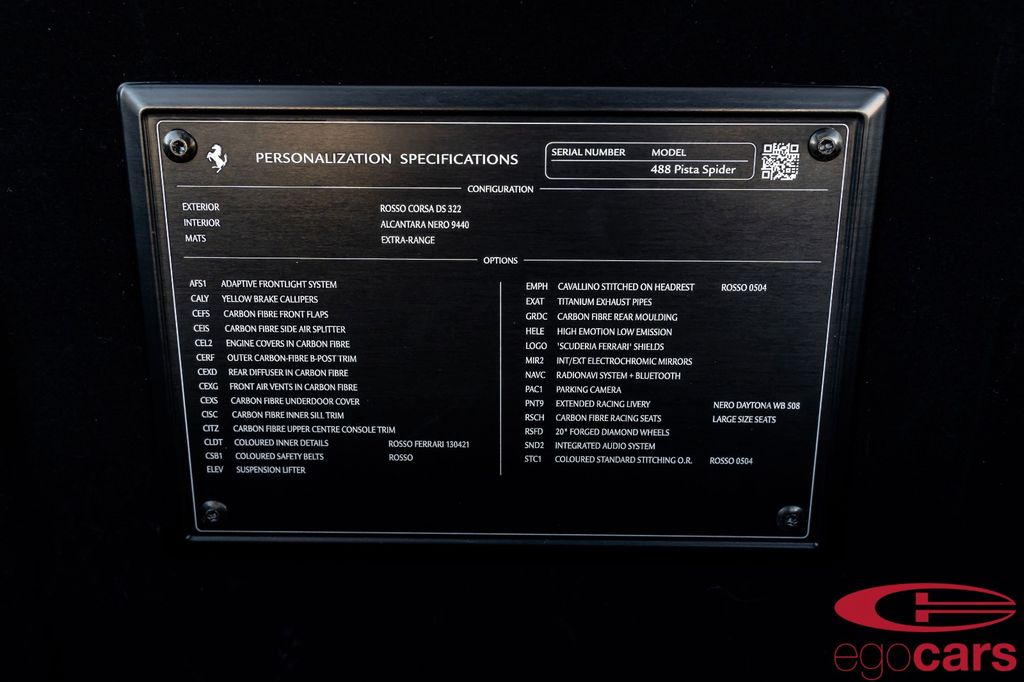 PERSONALIZATION SPECIFICATIONS
SERIAL NUMBER MODEL
488 Pista Spider
CONFIGURATION
EXTERIOR ROSSO CORSA DS 322
INTERIOR ALCANTARA NERO 9440
MATS EXTRA-RANGE
OPTIONS
AFS1 ADAPTIVE FRONTLIGHT SYSTEM
CALY YELLOW BRAKE CALLIPERS
CEFS CARBON FIBRE FRONT FLAPS
CEIS CARBON FIBRE SIDE AIR SPLITTER
CEL2 ENGINE COVERS IN CARBON FIBRE
CERF OUTER CARBON-FIBRE B-POST TRIM
CEXD REAR DIFFUSER IN CARBON FIBRE
CEXG FRONT AIR VENTS IN CARBON FIBRE
CEXS CARBON FIBRE UNDERDOOR COVER
CISC CARBON FIBRE INNER SILL TRIM
CITZ CARBON FIBRE UPPER CENTRE CONSOLE TRIM
CLDT COLOURED INNER DETAILS ROSSO FERRARI 130421
CSB1 COLOURED SAFETY BELTS ROSSO
ELEV SUSPENSION LIFTER
EMPH CAVALLINO STITCHED ON HEADREST ROSSO 0504
EXAT TITANIUM EXHAUST PIPES
GRDC CARBON FIBRE REAR MOULDING
HELE HIGH EMOTION LOW EMISSION
LOGO 'SCUDERIA FERRARI' SHIELDS
MIR2 INT/EXT ELECTROCHROMIC MIRRORS
NAVC RADIONAVI SYSTEM + BLUETOOTH
PAC1 PARKING CAMERA
PNT9 EXTENDED RACING LIVERY NERO DAYTONA WB 508
RSCH CARBON FIBRE RACING SEATS LARGE SIZE SEATS
RSFD 20" FORGED DIAMOND WHEELS
SND2 INTEGRATED AUDIO SYSTEM
STC1 COLOURED STANDARD STITCHING O.R. ROSSO 0504
egocars